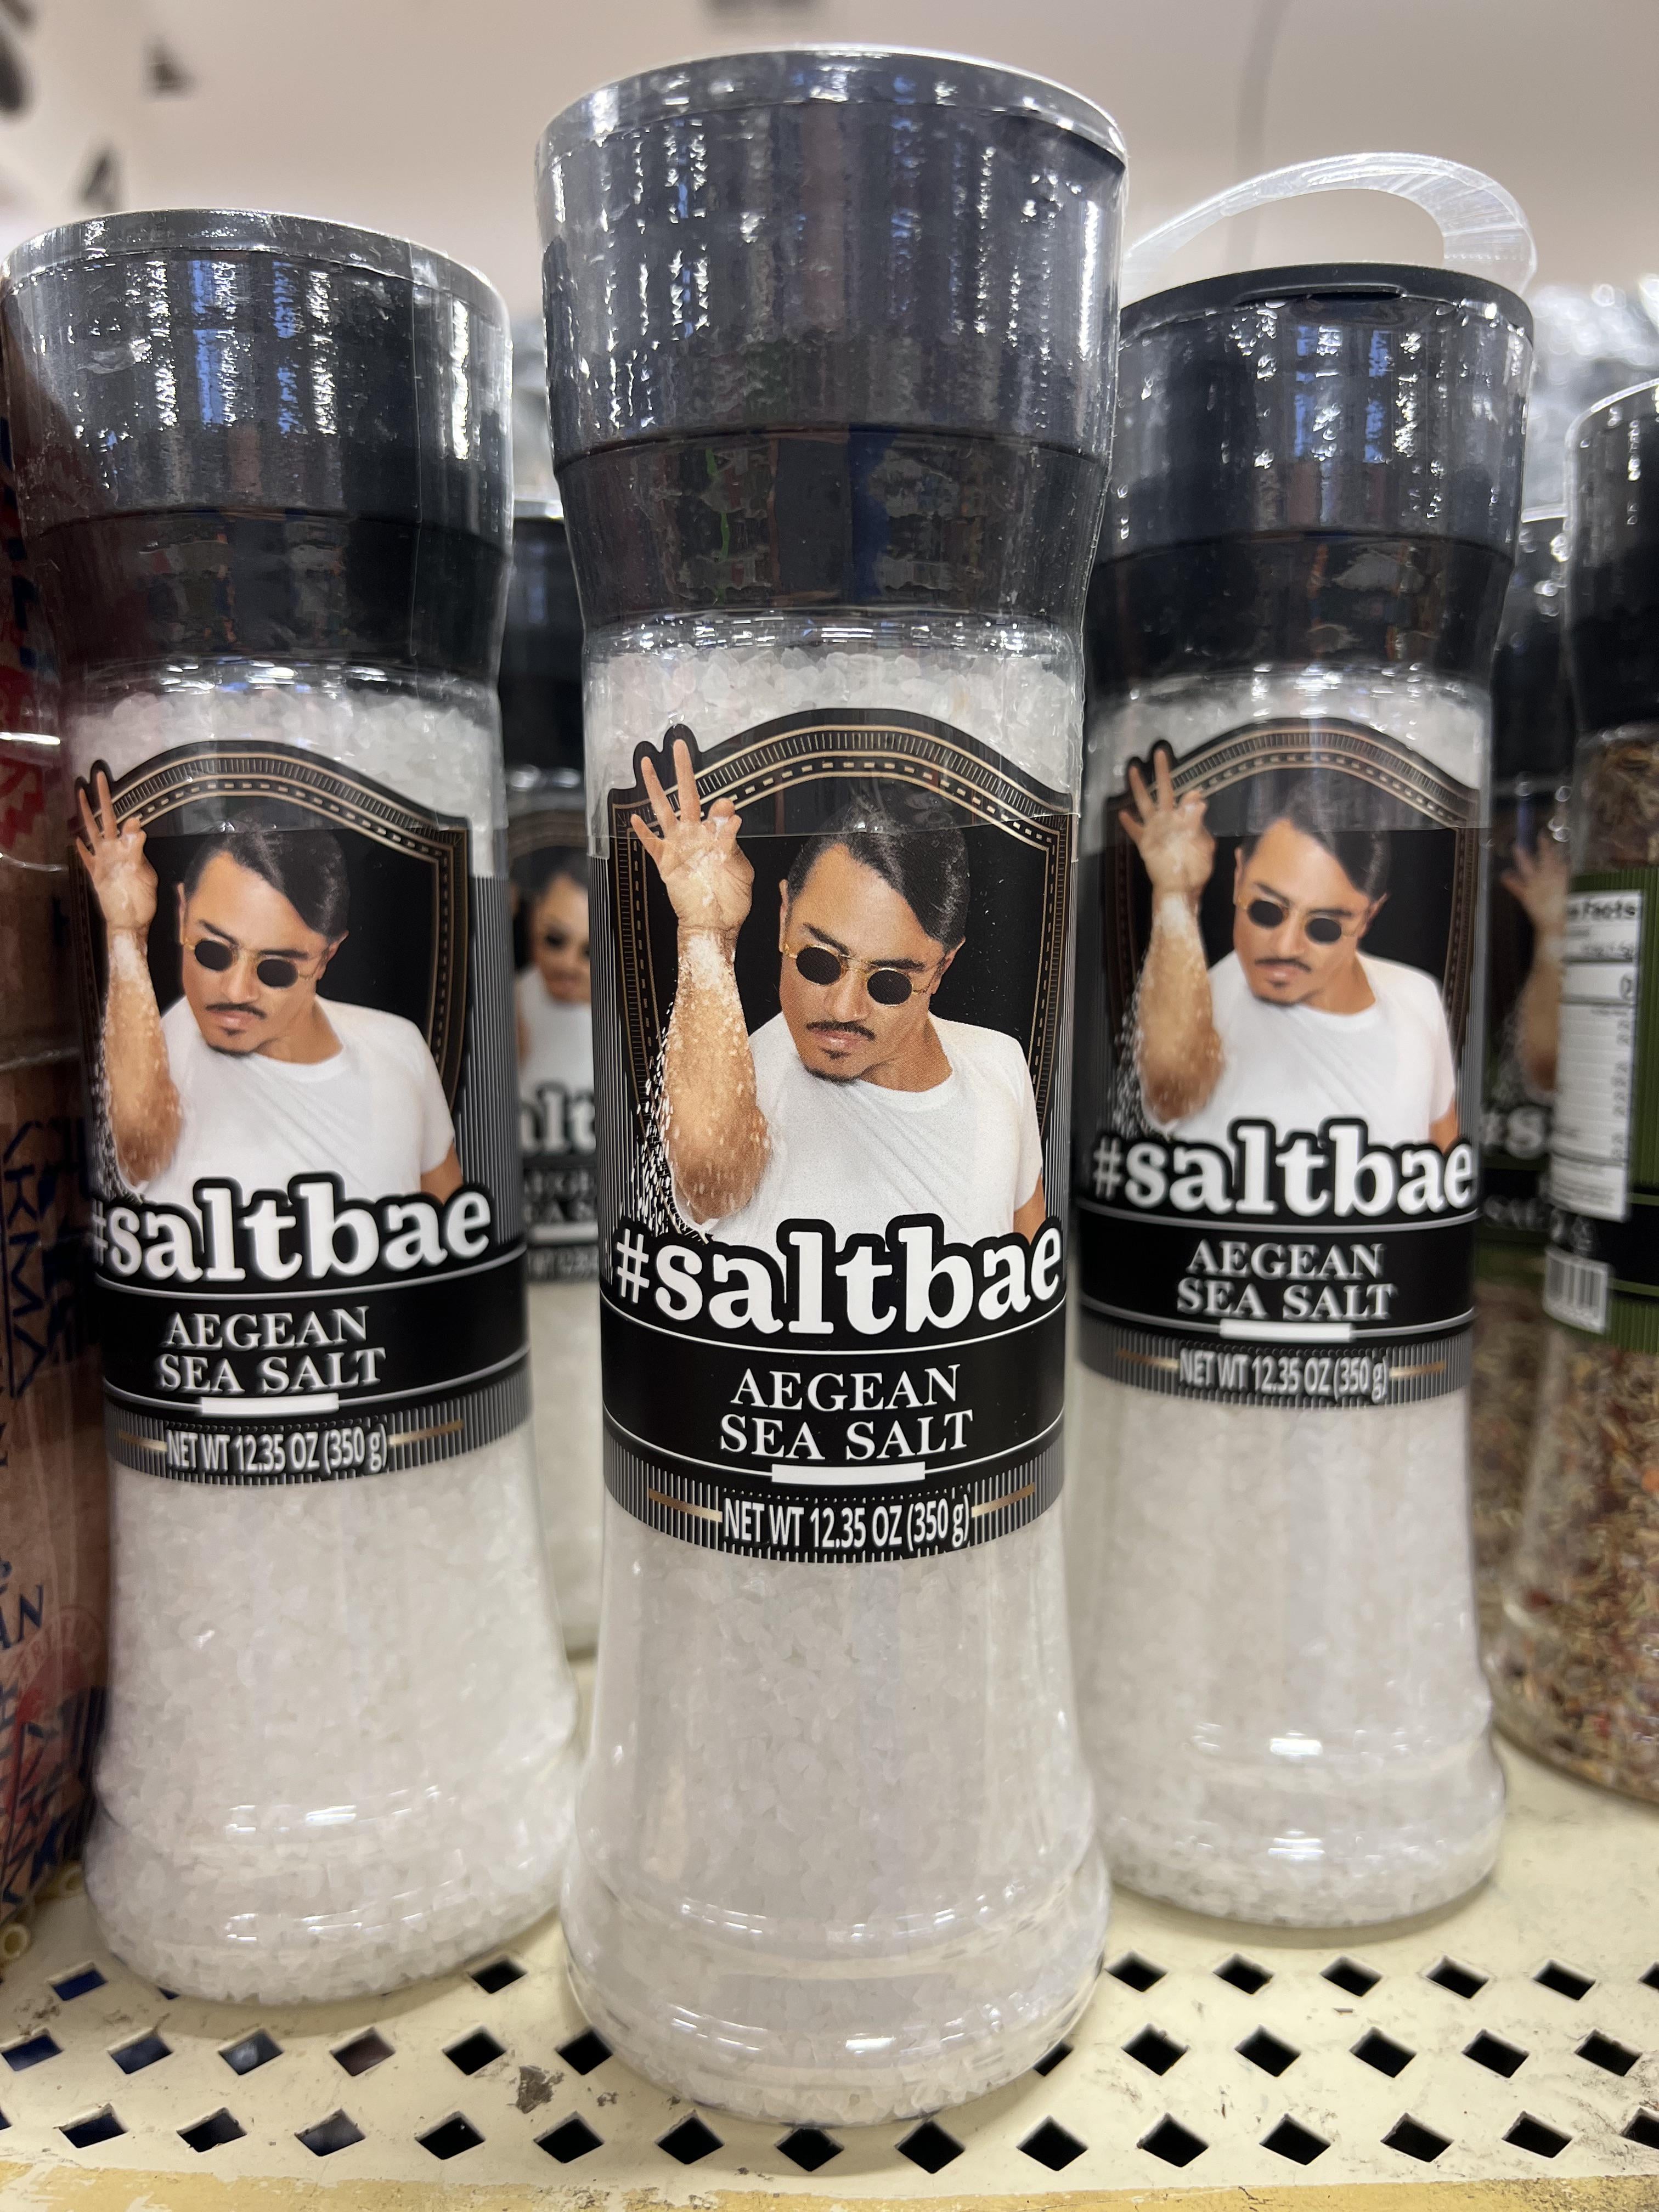 #saltbae
AEGEAN
SEA SALT
NET WT 12.35 OZ (350 g)
#saltbae
AEGEAN
SEA SALT
NET WT 12.35 OZ (350 g)
#saltbae
AEGEAN
SEA SALT
NET WT 12.35 OZ (350 g)
Facts